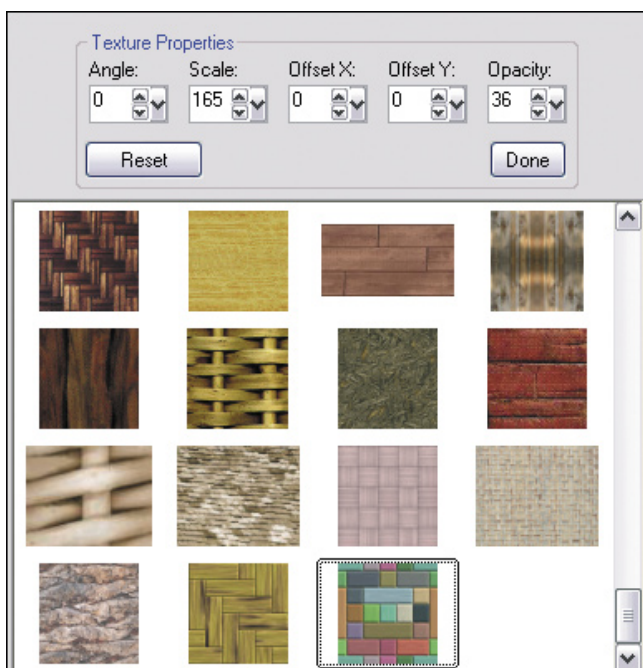 Texture Properties
Angle: Scale: Offset X: Offset Y: Opacity:
0 165 0 0 36
Reset Done